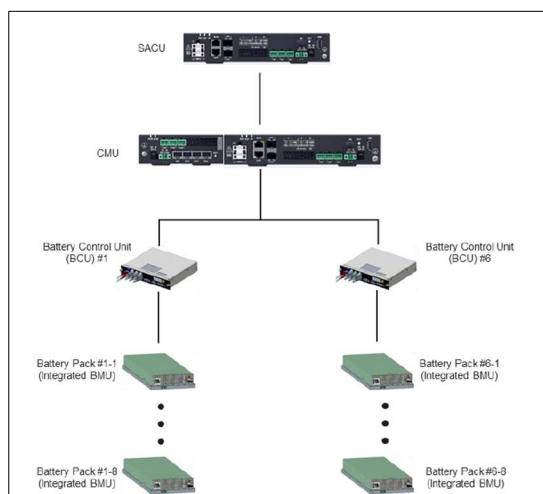 SACU
CMU
Battery Control Unit
(BCU) #1
Battery Control Unit
(BCU) #6
Battery Pack #1-1
(Integrated BMU)
Battery Pack #6-1
(Integrated BMU)
Battery Pack #1-8
(Integrated BMU)
Battery Pack #6-8
(Integrated BMU)